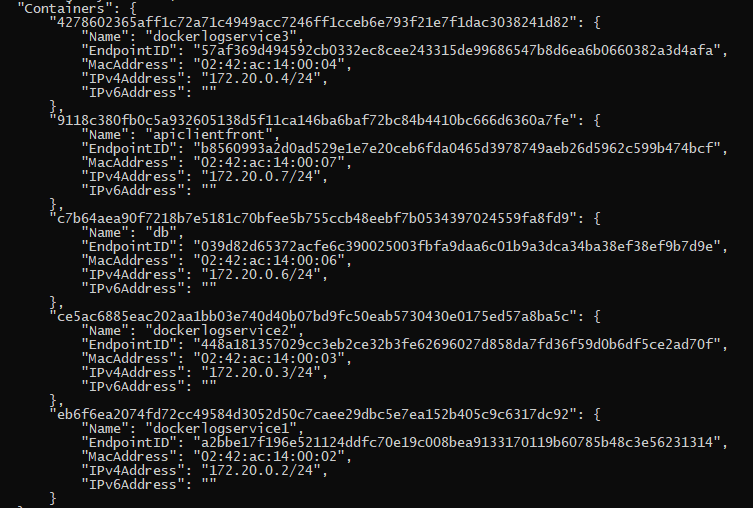 "Containers": {
"4278602365aff1c72a71c4949acc7246ff1cceb6e793f21e7f1dac3038241d82": {
"Name": "dockerlogservice3",
"EndpointID": "57af369d494592cb0332ec8cee243315de99686547b8d6ea6b0660382a3d4afa",
"MacAddress": "02:42:ac:14:00:04",
"IPv4Address": "172.20.0.4/24",
"IPv6Address": ""
},
"9118c380fb0c5a932605138d5f11ca146ba6baf72bc84b4410bc666d6360a7fe": {
"Name": "apiclientfront",
"EndpointID": "b8560993a2d0ad529e1e7e20ceb6fda0465d3978749aeb26d5962c599b474bcf",
"MacAddress": "02:42:ac:14:00:07",
"IPv4Address": "172.20.0.7/24",
"IPv6Address": ""
},
"c7b64aea90f7218b7e5181c70bfee5b755ccb48eebf7b0534397024559fa8fd9": {
"Name": "db",
"EndpointID": "039d82d65372acfe6c390025003fbfa9daa6c01b9a3dca34ba38ef38ef9b7d9e",
"MacAddress": "02:42:ac:14:00:06",
"IPv4Address": "172.20.0.6/24",
"IPv6Address": ""
},
"ce5ac6885eac202aa1bb03e740d40b07bd9fc50eab5730430e0175ed57a8ba5c": {
"Name": "dockerlogservice2",
"EndpointID": "448a181357029cc3eb2ce32b3fe62696027d858da7fd36f59d0b6df5ce2ad70f",
"MacAddress": "02:42:ac:14:00:03",
"IPv4Address": "172.20.0.3/24",
"IPv6Address": ""
},
"eb6f6ea2074fd72cc49584d3052d50c7caee29dbc5e7ea152b405c9c6317dc92": {
"Name": "dockerlogservice1",
"EndpointID": "a2bbe17f196e521124ddfc70e19c008bea9133170119b60785b48c3e56231314",
"MacAddress": "02:42:ac:14:00:02",
"IPv4Address": "172.20.0.2/24",
"IPv6Address": ""
}